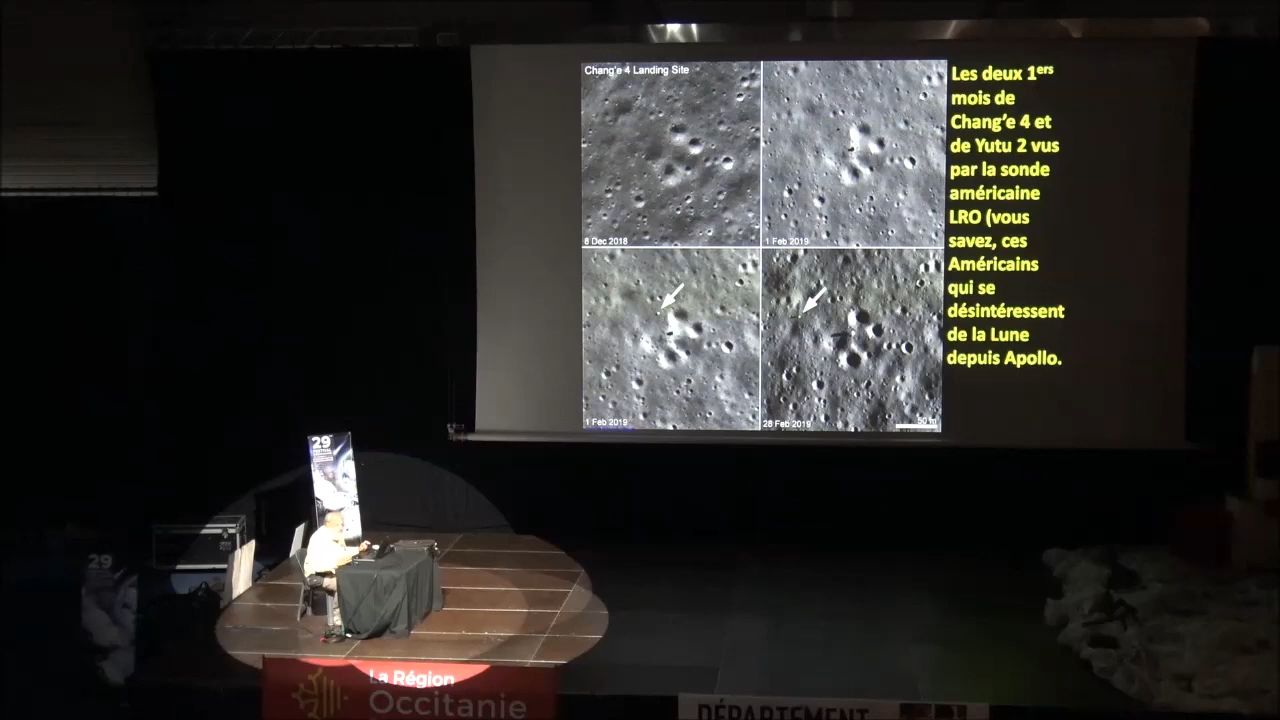 Chang'e 4 Landing Site
8 Dec 2018
1 Feb 2019
1 Feb 2019
28 Feb 2019
50 m
Les deux 1ers
mois de
Chang’e 4 et
de Yutu 2 vus
par la sonde
américaine
LRO (vous
savez, ces
Américains
qui se
désintéressent
de la Lune
depuis Apollo.
29
29
La Région
Occitanie
DÉPARTEMENT